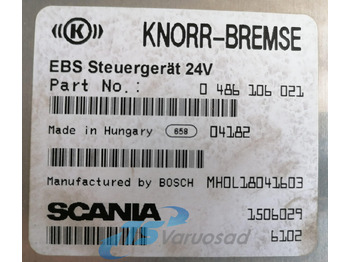 ((K)) KNORR-BREMSE
EBS Steuergerät 24V
Part No.: 0 486 106 021
Made in Hungary 658 04182
Manufactured by BOSCH MHOL18041603
SCANIA 1506029
Varuosad 6102